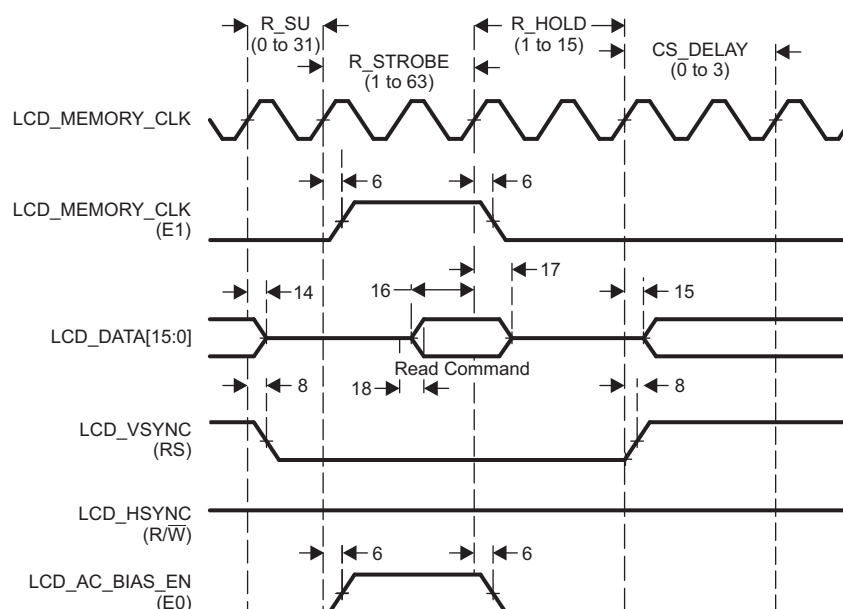 R_SU
(0 to 31)
R_HOLD
(1 to 15)
R_STROBE
(1 to 63)
CS_DELAY
(0 to 3)
LCD_MEMORY_CLK
6
6
LCD_MEMORY_CLK
(E1)
14
16
17
15
LCD_DATA[15:0]
Read Command
18
8
8
LCD_VSYNC
(RS)
LCD_HSYNC
(R/W̅)
6
6
LCD_AC_BIAS_EN
(E0)